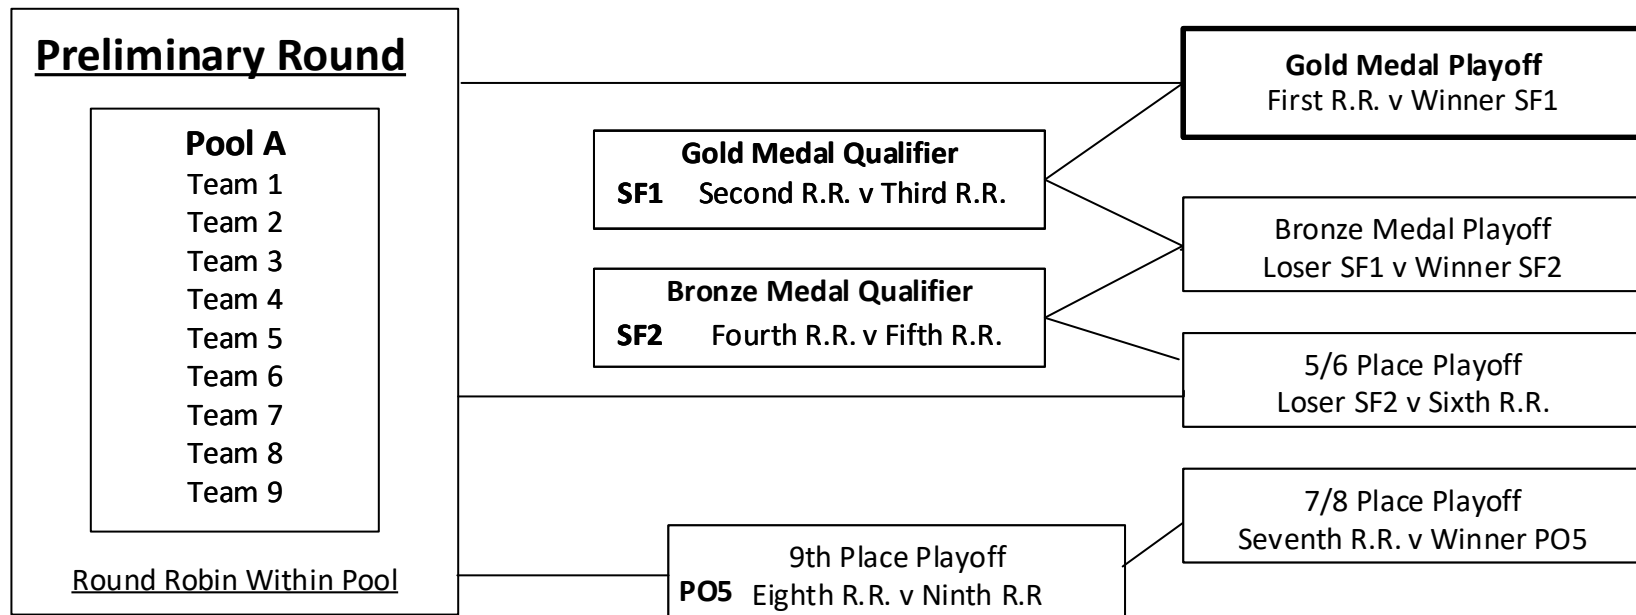 Preliminary Round
Pool A
Team 1
Team 2
Team 3
Team 4
Team 5
Team 6
Team 7
Team 8
Team 9
Round Robin Within Pool
Gold Medal Qualifier
SF1 Second R.R. v Third R.R.
Bronze Medal Qualifier
SF2 Fourth R.R. v Fifth R.R.
9th Place Playoff
PO5 Eighth R.R. v Ninth R.R
Gold Medal Playoff
First R.R. v Winner SF1
Bronze Medal Playoff
Loser SF1 v Winner SF2
5/6 Place Playoff
Loser SF2 v Sixth R.R.
7/8 Place Playoff
Seventh R.R. v Winner PO5